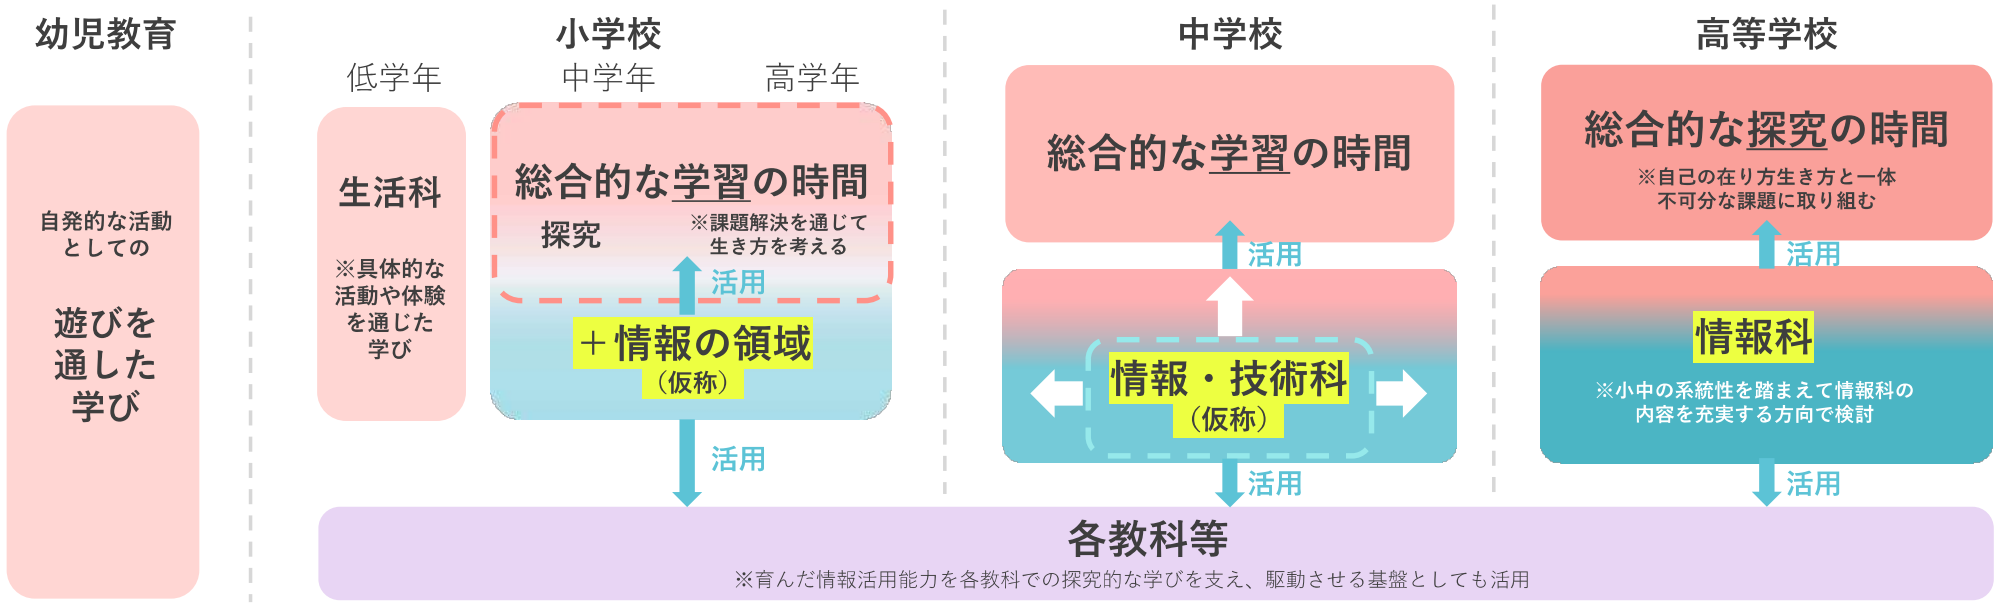 幼児教育
自発的な活動
としての
遊びを
通した
学び
小学校
低学年
中学年
高学年
生活科
※具体的な
活動や体験
を通じた
学び
総合的な学習の時間
探究
※課題解決を通じて
生き方を考える
活用
＋情報の領域
（仮称）
活用
中学校
総合的な学習の時間
活用
情報・技術科
（仮称）
活用
高等学校
総合的な探究の時間
※自己の在り方生き方と一体
不可分な課題に取り組む
活用
情報科
※小中の系統性を踏まえて情報科の
内容を充実する方向で検討
活用
各教科等
※育んだ情報活用能力を各教科での探究的な学びを支え、駆動させる基盤としても活用